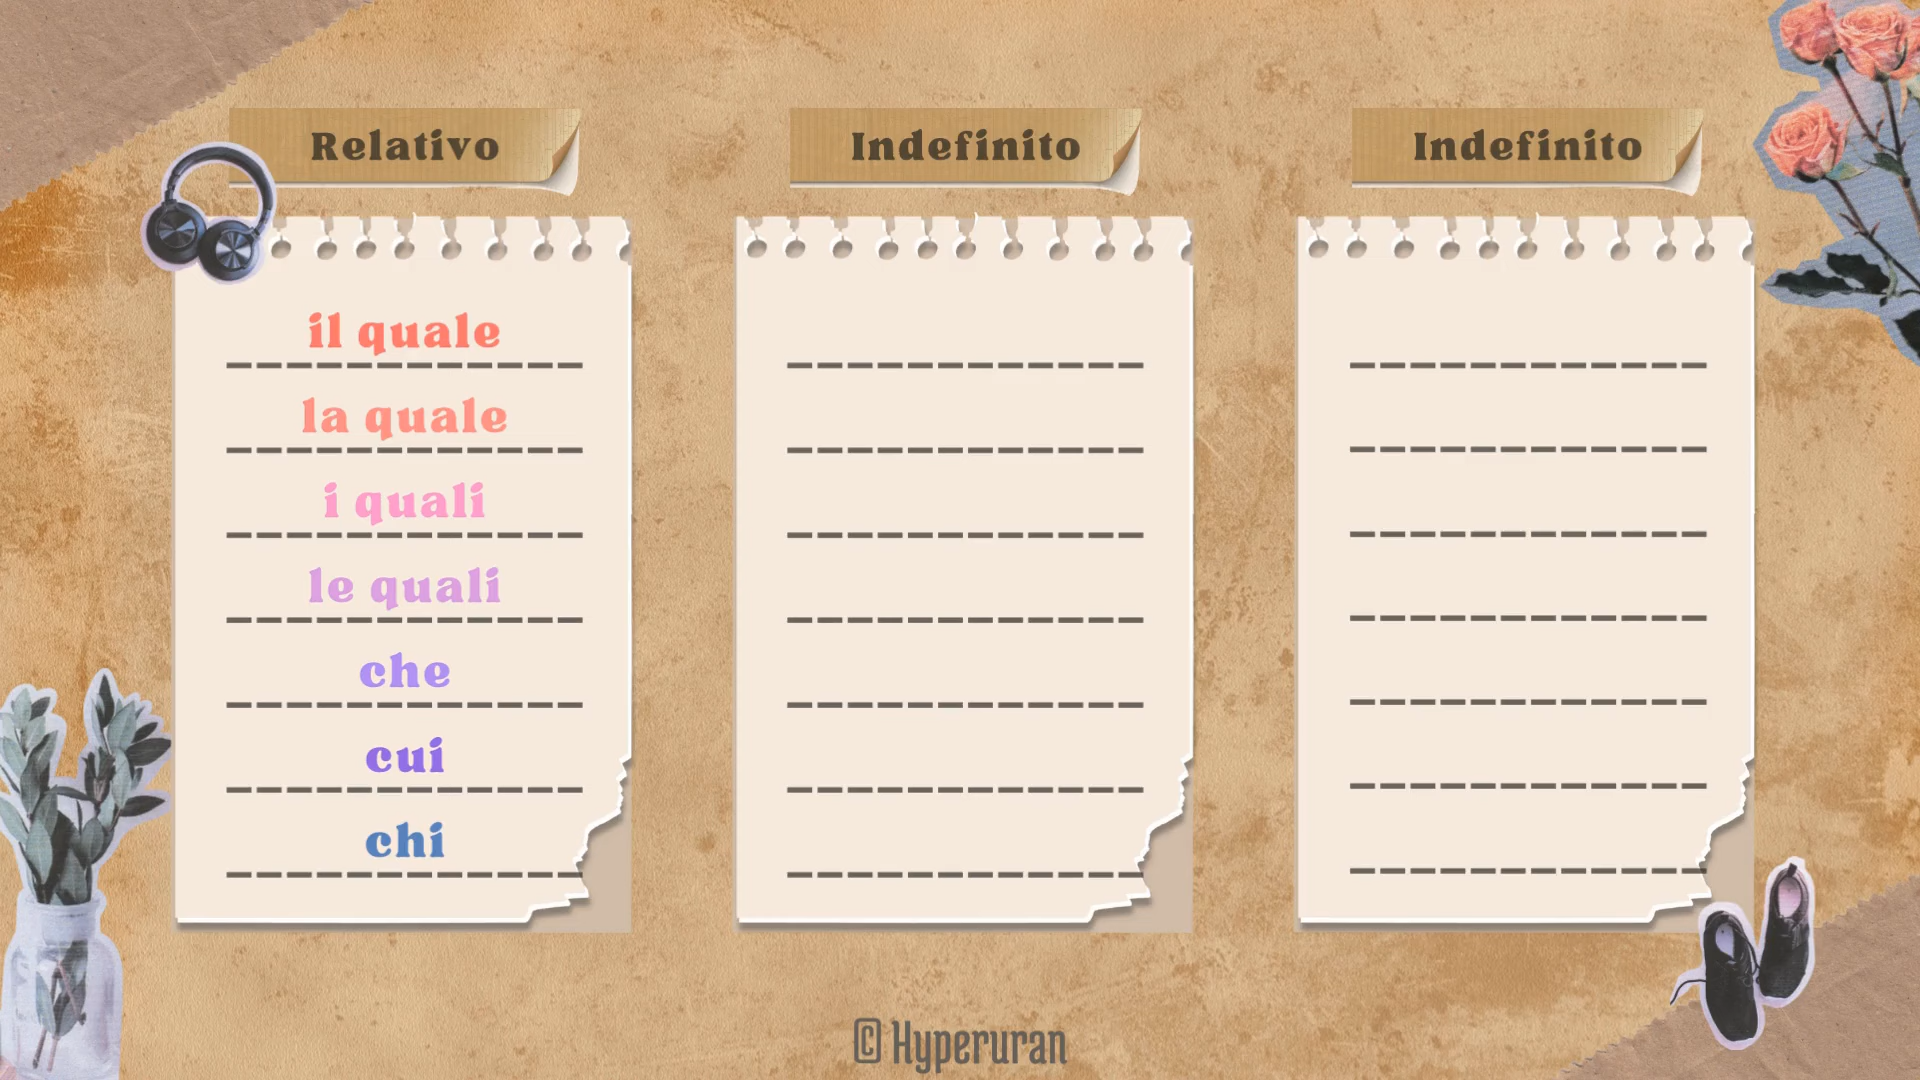 Relativo
il quale
la quale
i quali
le quali
che
cui
chi
Indefinito
Indefinito
© Hyperuran